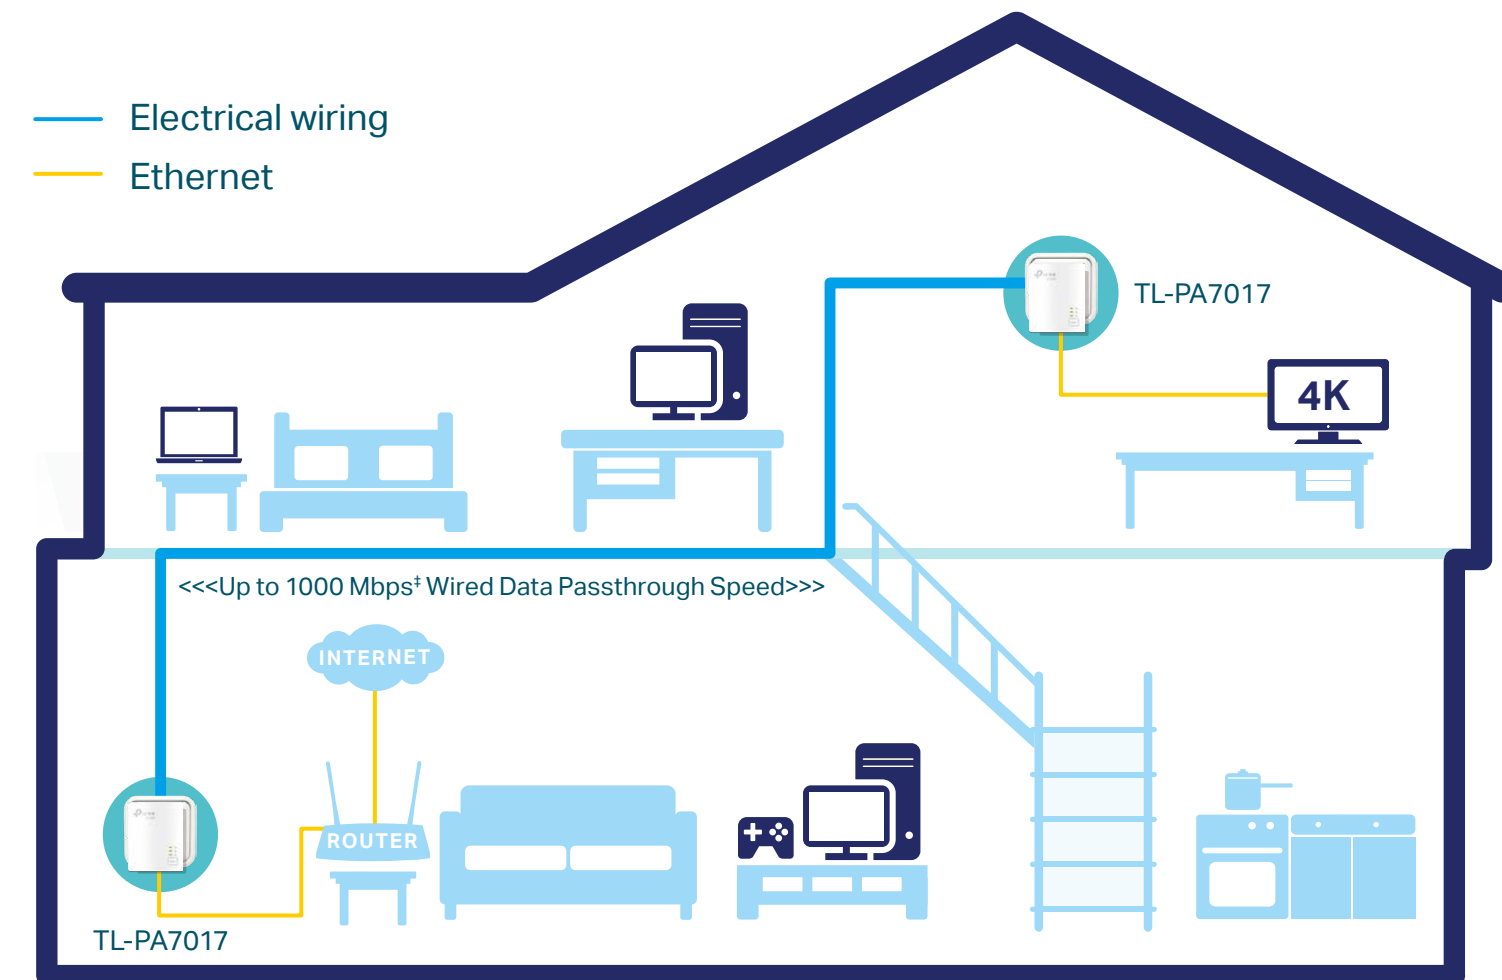 Electrical wiring
Ethernet
TL-PA7017
4K
<<<Up to 1000 Mbps‡ Wired Data Passthrough Speed>>>
INTERNET
ROUTER
TL-PA7017